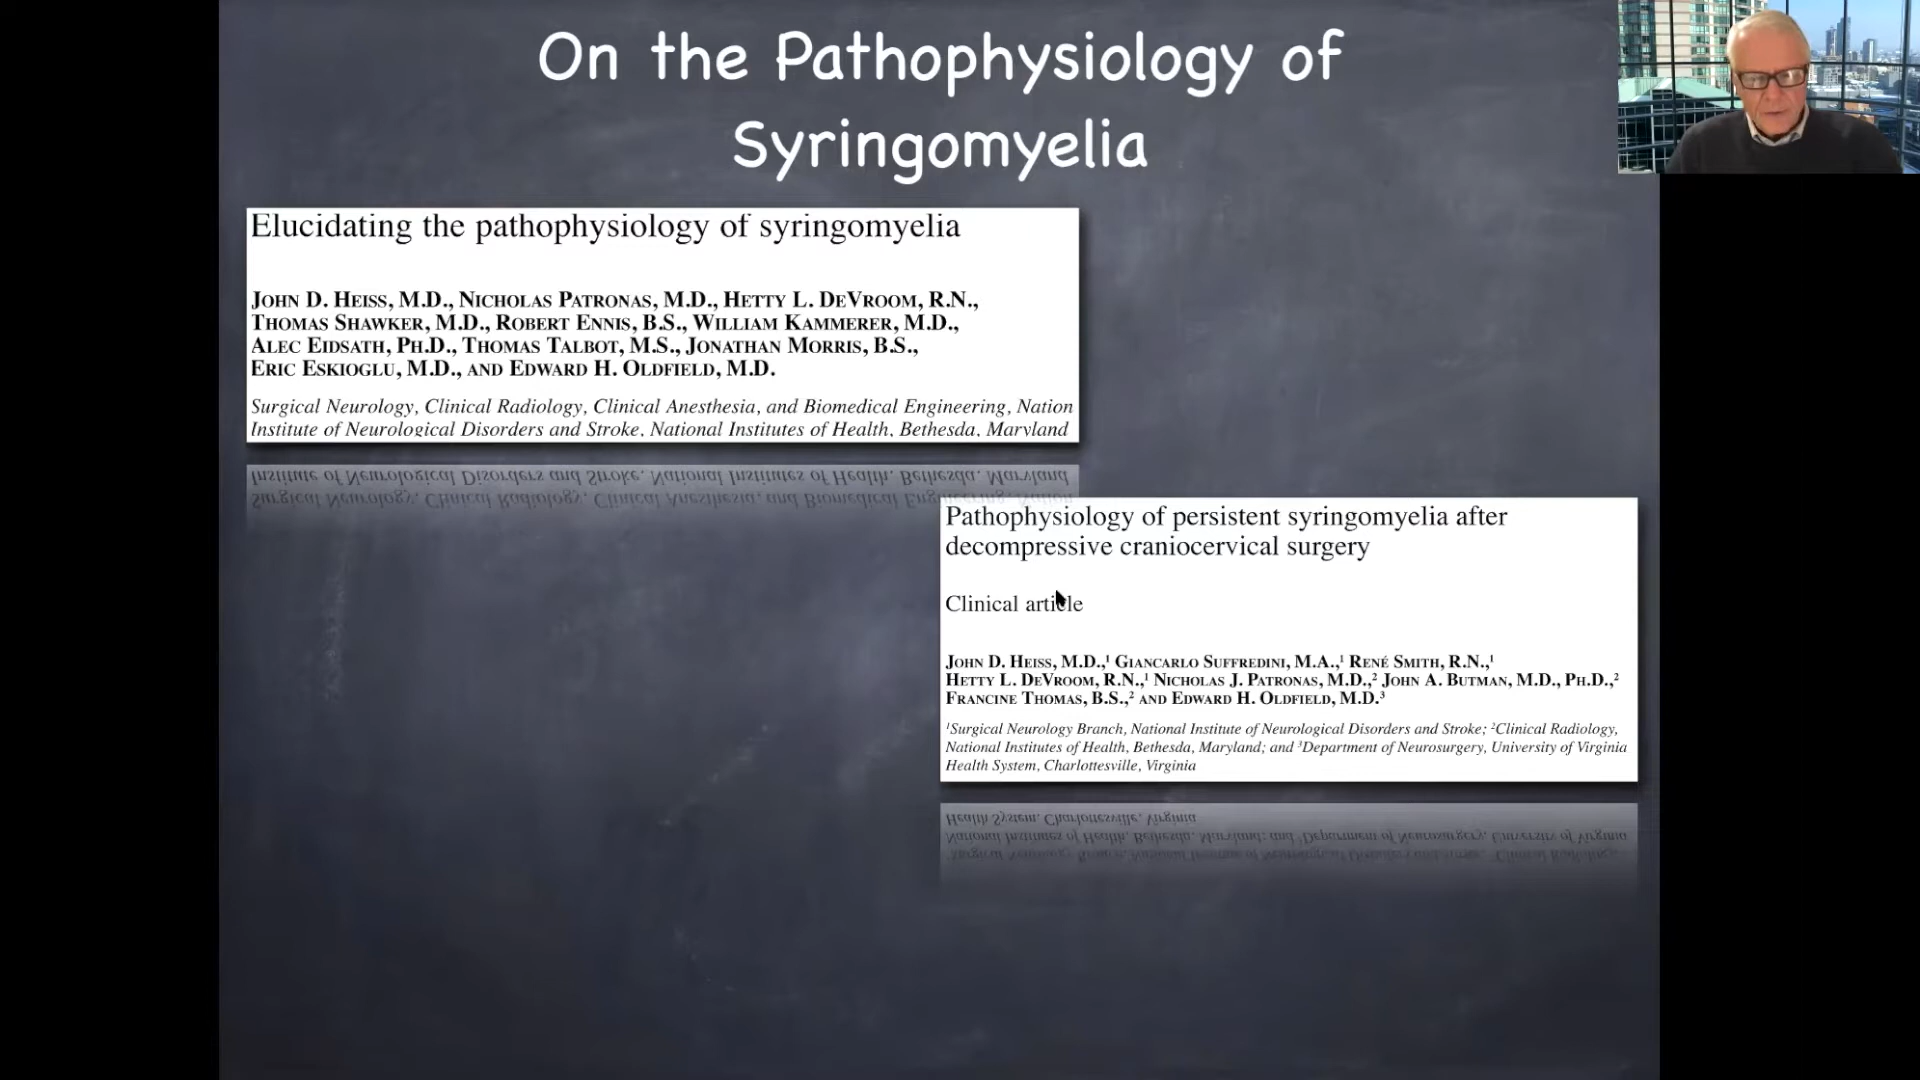 On the Pathophysiology of
Syringomyelia
Elucidating the pathophysiology of syringomyelia
JOHN D. HEISS, M.D., NICHOLAS PATRONAS, M.D., HETTY L. DEVROOM, R.N.,
THOMAS SHAWKER, M.D., ROBERT ENNIS, B.S., WILLIAM KAMMERER, M.D.,
ALEC EIDSATH, PH.D., THOMAS TALBOT, M.S., JONATHAN MORRIS, B.S.,
ERIC ESKIOGLU, M.D., AND EDWARD H. OLDFIELD, M.D.
Surgical Neurology, Clinical Radiology, Clinical Anesthesia, and Biomedical Engineering, Nation
Institute of Neurological Disorders and Stroke, National Institutes of Health, Bethesda, Maryland
Pathophysiology of persistent syringomyelia after
decompressive craniocervical surgery
Clinical article
JOHN D. HEISS, M.D.,¹ GIANCARLO SUFFREDINI, M.A.,¹ RENÉ SMITH, R.N.,¹
HETTY L. DEVROOM, R.N.,¹ NICHOLAS J. PATRONAS, M.D.,² JOHN A. BUTMAN, M.D., PH.D.,²
FRANCINE THOMAS, B.S.,² AND EDWARD H. OLDFIELD, M.D.³
¹Surgical Neurology Branch, National Institute of Neurological Disorders and Stroke; ²Clinical Radiology,
National Institutes of Health, Bethesda, Maryland; and ³Department of Neurosurgery, University of Virginia
Health System, Charlottesville, Virginia